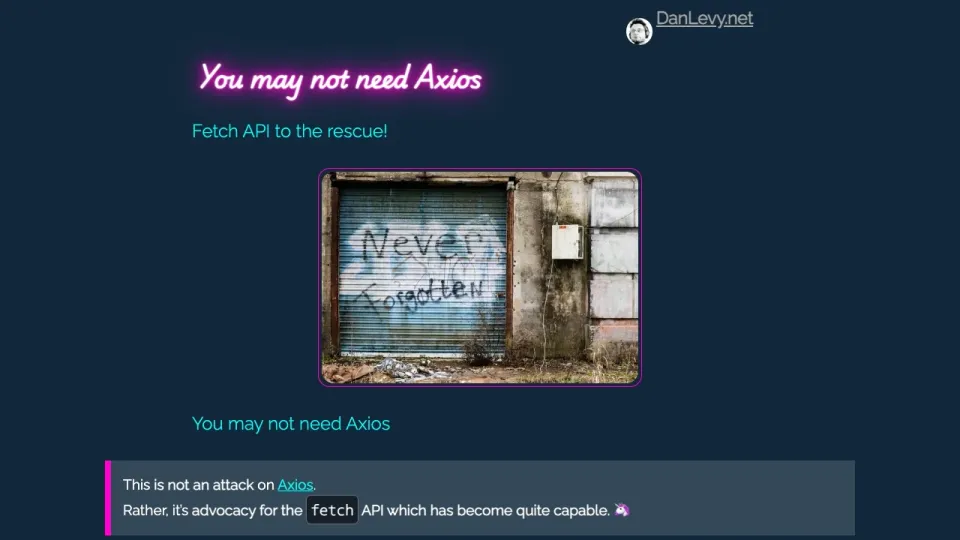 DanLevy.net
You may not need Axios
Fetch API to the rescue!
Never
Forgotten
You may not need Axios
This is not an attack on Axios.
Rather, it's advocacy for the fetch API which has become quite capable. 🦄